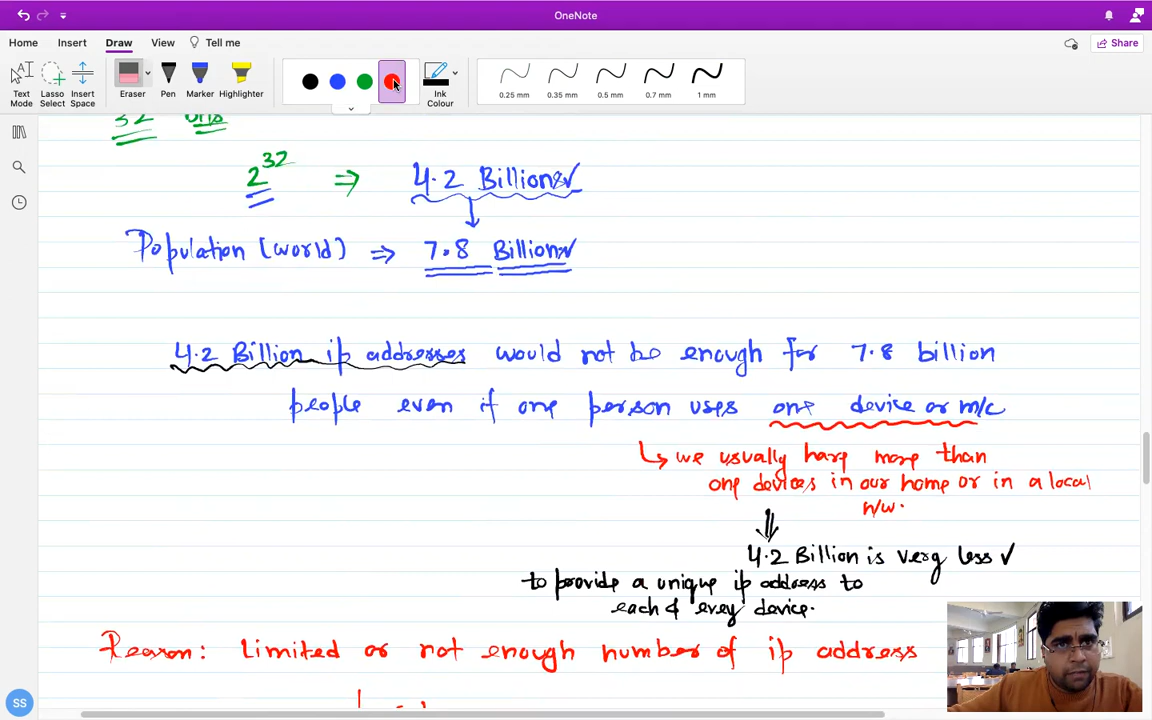 OneNote
Home Insert Draw View Tell me
Share
Text Mode
Lasso Select
Insert Space
Eraser
Pen
Marker
Highlighter
Ink Colour
0.25 mm 0.35 mm 0.5 mm 0.7 mm 1 mm
32
2^32 ⇒ 4.2 Billion
Population (world) ⇒ 7.8 Billion
4.2 Billion ip addresses would not be enough for 7.8 billion
people even if one person uses one device or m/c
↳ we usually have more than
one devices in our home or in a local
n/w.
⇓
4.2 Billion is very less ✓
to provide a unique ip address to
each & every device.
Reason: Limited or not enough number of ip address
SS